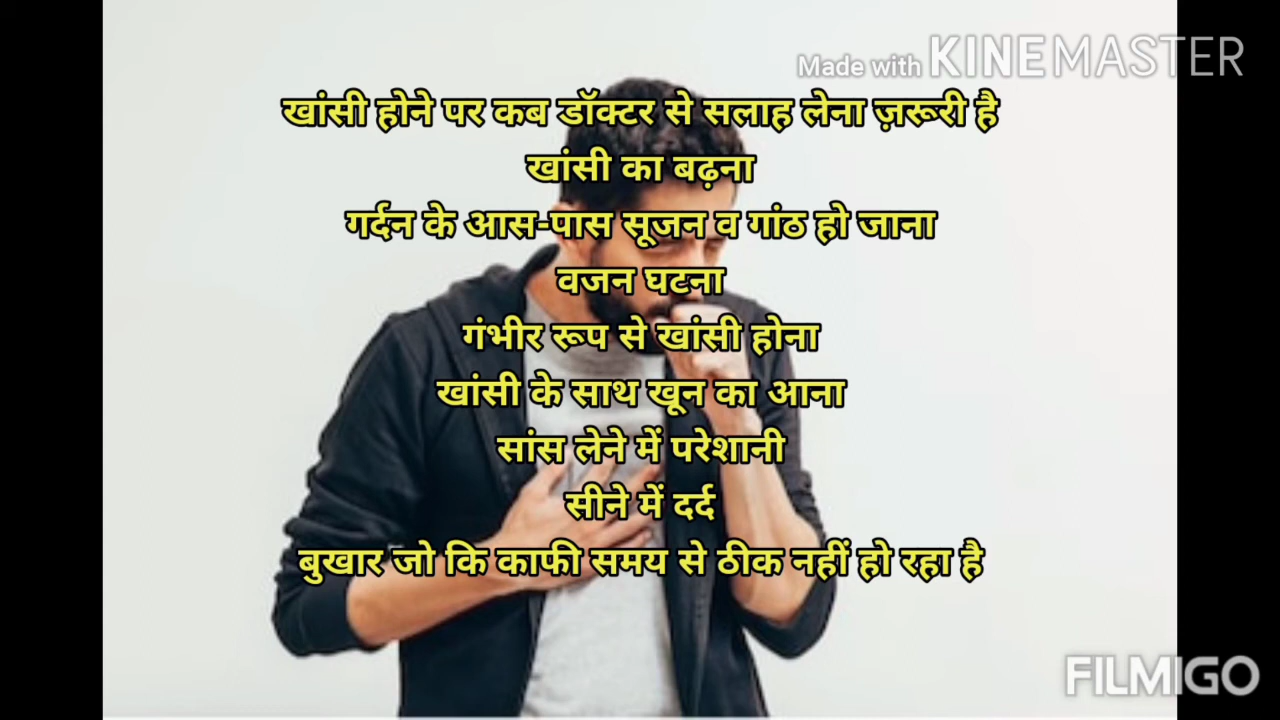 Made with KINEMASTER
खांसी होने पर कब डॉक्टर से सलाह लेना ज़रूरी है
खांसी का बढ़ना
गर्दन के आस-पास सूजन व गांठ हो जाना
वजन घटना
गंभीर रूप से खांसी होना
खांसी के साथ खून का आना
सांस लेने में परेशानी
सीने में दर्द
बुखार जो कि काफी समय से ठीक नहीं हो रहा है
FILMIGO